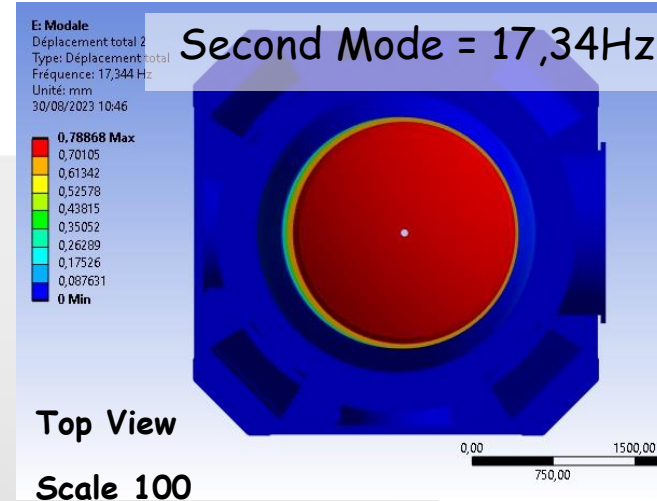 E: Modale
Déplacement total 2
Type: Déplacement total
Fréquence: 17,344 Hz
Unité: mm
30/08/2023 10:46
Second Mode = 17,34Hz
0,78868 Max
0,70105
0,61342
0,52578
0,43815
0,35052
0,26289
0,17526
0,087631
0 Min
Top View
Scale 100
0,00
1500,00
750,00